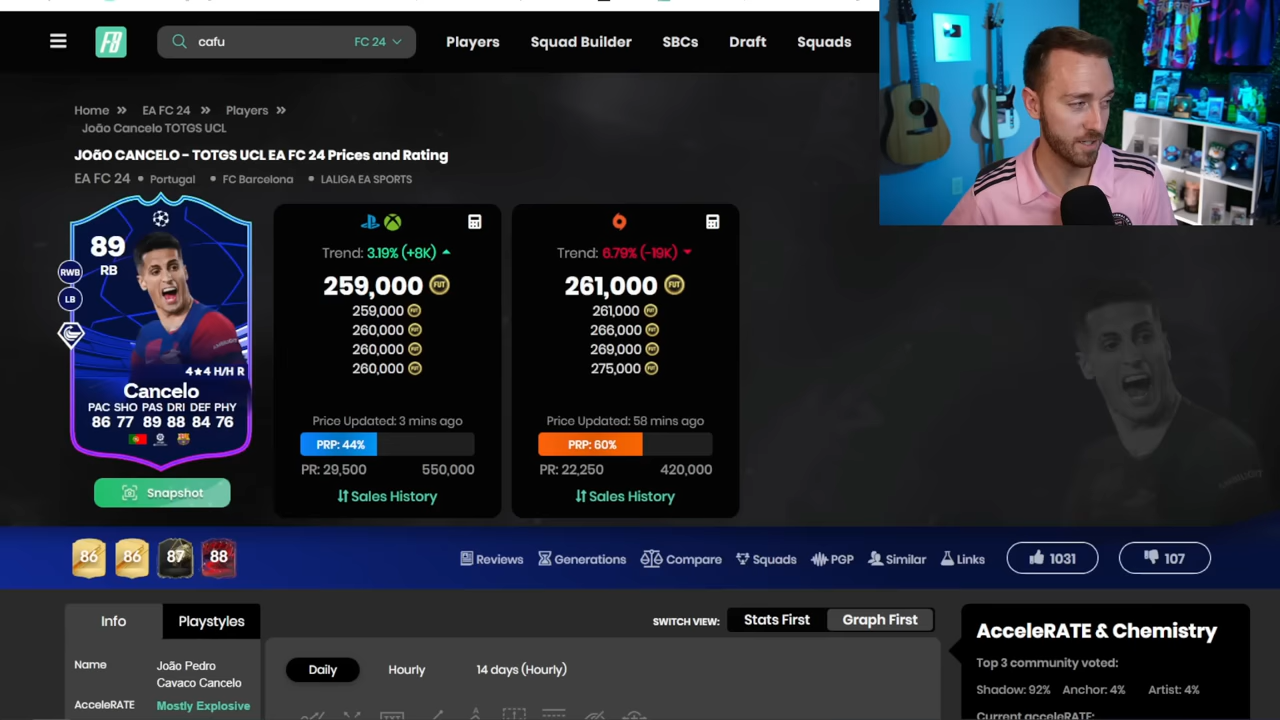 FB
cafu
FC 24
Players
Squad Builder
SBCs
Draft
Squads
Home » EA FC 24 » Players »
João Cancelo TOTGS UCL
JOãO CANCELO - TOTGS UCL EA FC 24 Prices and Rating
EA FC 24 • Portugal • FC Barcelona • LALIGA EA SPORTS
89
RB
RWB
LB
4★4 H/H R
Cancelo
PAC SHO PAS DRI DEF PHY
86 77 89 88 84 76
Snapshot
Trend: 3.19% (+8K)
259,000
259,000
260,000
260,000
260,000
Price Updated: 3 mins ago
PRP: 44%
PR: 29,500 550,000
Sales History
Trend: 6.79% (-19K)
261,000
261,000
266,000
269,000
275,000
Price Updated: 58 mins ago
PRP: 60%
PR: 22,250 420,000
Sales History
86 86 87 88
Reviews
Generations
Compare
Squads
PGP
Similar
Links
1031
107
Info
Playstyles
SWITCH VIEW:
Stats First
Graph First
Name
João Pedro
Cavaco Cancelo
AcceleRATE
Mostly Explosive
Daily
Hourly
14 days (Hourly)
AcceleRATE & Chemistry
Top 3 community voted:
Shadow: 92% Anchor: 4% Artist: 4%
Current acceleRATE: